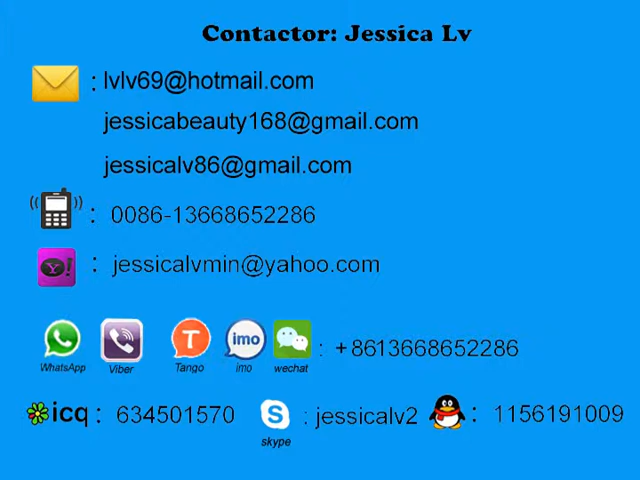 Contactor: Jessica Lv
: lvlv69@hotmail.com
jessicabeauty168@gmail.com
jessicalv86@gmail.com
: 0086-13668652286
Y! : jessicalvmin@yahoo.com
T imo : +8613668652286
WhatsApp Viber Tango imo wechat
icq : 634501570 S : jessicalv2 : 1156191009
skype